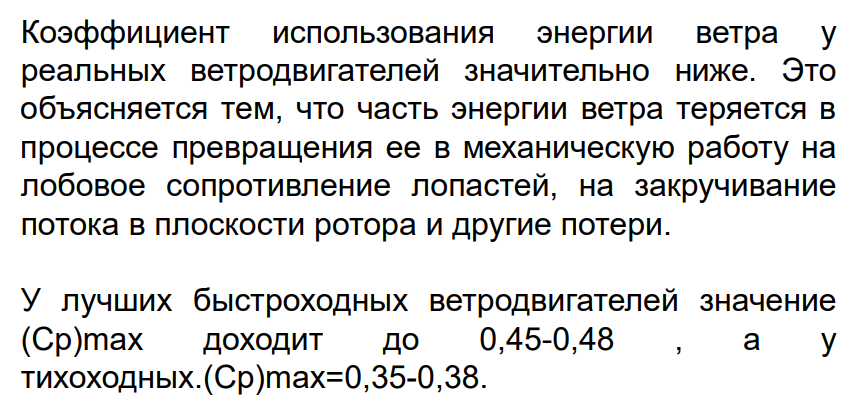 Коэффициент использования энергии ветра у
реальных ветродвигателей значительно ниже. Это
объясняется тем, что часть энергии ветра теряется в
процессе превращения ее в механическую работу на
лобовое сопротивление лопастей, на закручивание
потока в плоскости ротора и другие потери.
У лучших быстроходных ветродвигателей значение
(Ср)max доходит до 0,45-0,48 , а у
тихоходных.(Ср)max=0,35-0,38.